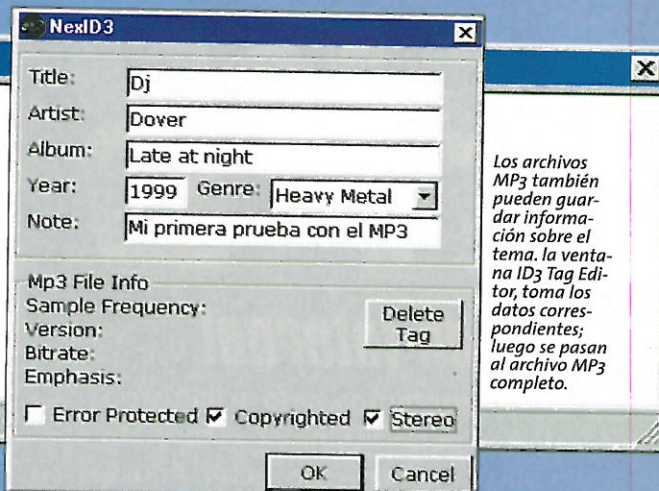 NexID3
Title: Dj
Artist: Dover
Album: Late at night
Year: 1999 Genre: Heavy Metal
Note: Mi primera prueba con el MP3
Mp3 File Info
Sample Frequency:
Version:
Bitrate:
Emphasis:
Delete
Tag
Error Protected Copyrighted Stereo
OK Cancel
Los archivos
MP3 también
pueden guar-
dar informa-
ción sobre el
tema. la venta-
na ID3 Tag Edi-
tor, toma los
datos corres-
pondientes;
luego se pasan
al archivo MP3
completo.